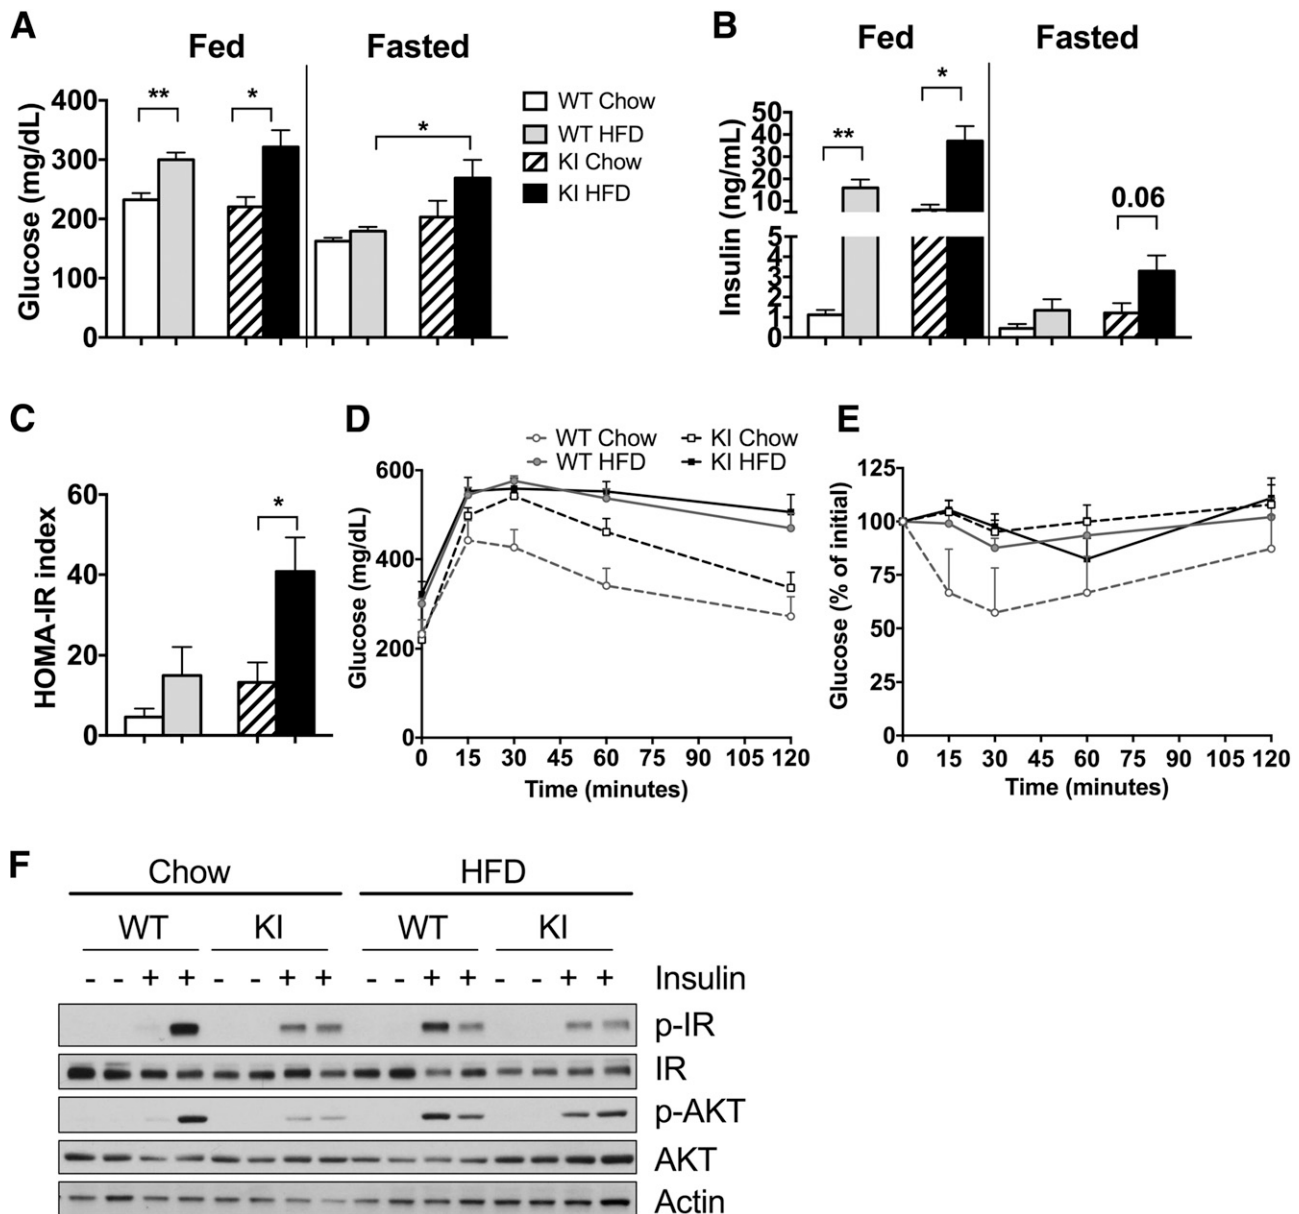 A
Fed
Fasted
** * *
Glucose (mg/dL)
400
300
200
100
0
WT Chow
WT HFD
KI Chow
KI HFD
B
Fed
Fasted
** * 0.06
Insulin (ng/mL)
50
40
30
20
10
5
4
3
2
1
0
C
HOMA-IR index
60
40
20
0
*
D
WT Chow KI Chow
WT HFD KI HFD
Glucose (mg/dL)
600
400
200
0
0 15 30 45 60 75 90 105 120
Time (minutes)
E
Glucose (% of initial)
125
100
75
50
25
0
0 15 30 45 60 75 90 105 120
Time (minutes)
F
Chow HFD
WT KI WT KI
- - + + - - + + - - + + - - + + Insulin
p-IR
IR
p-AKT
AKT
Actin